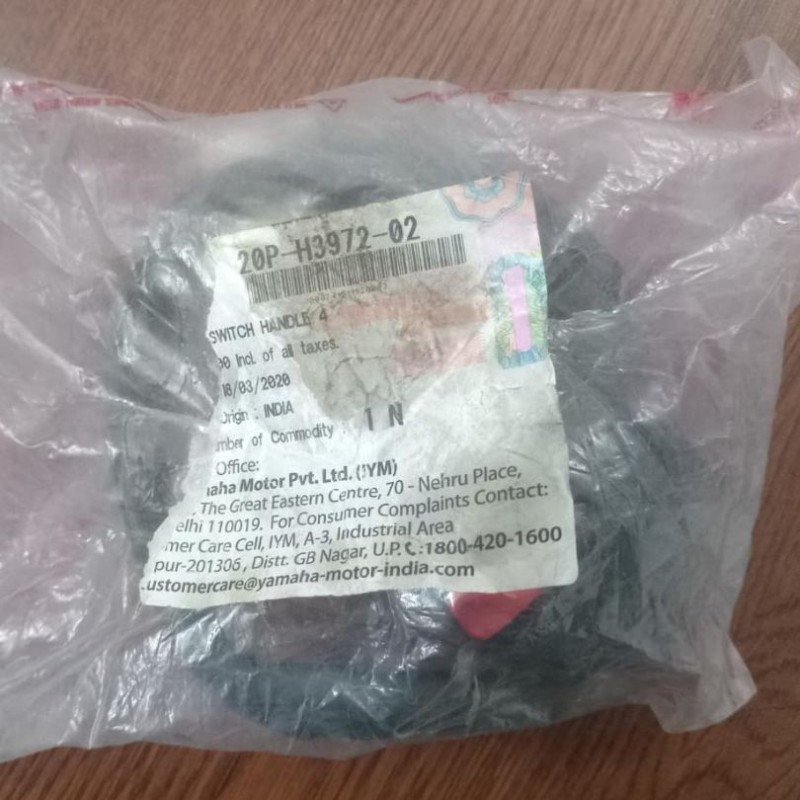 20P-H3972-02
SWITCH HANDLE 4
00 Incl. of all taxes.
18/03/2020
Origin : INDIA
mber of Commodity : 1 N
Office:
aha Motor Pvt. Ltd. (IYM)
The Great Eastern Centre, 70 - Nehru Place,
elhi 110019. For Consumer Complaints Contact:
mer Care Cell, IYM, A-3, Industrial Area
pur-201306, Distt. GB Nagar, U.P. :1800-420-1600
ustomercare@yamaha-motor-india.com